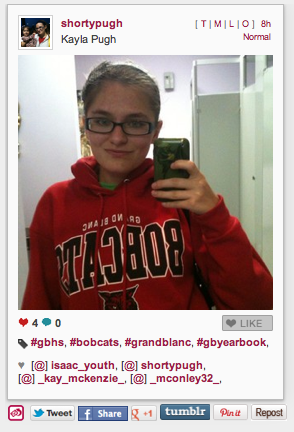 shortypugh
[ T | M | L | O ] 8h
Kayla Pugh
Normal
GRAND BLANC
BOBCATS
4 0
LIKE
#gbhs, #bobcats, #grandblanc, #gbyearbook,
[@] isaac_youth, [@] shortypugh,
[@] _kay_mckenzie_, [@] _mconley32_,
Tweet
Share
g +1
tumblr
Pin it
Repost